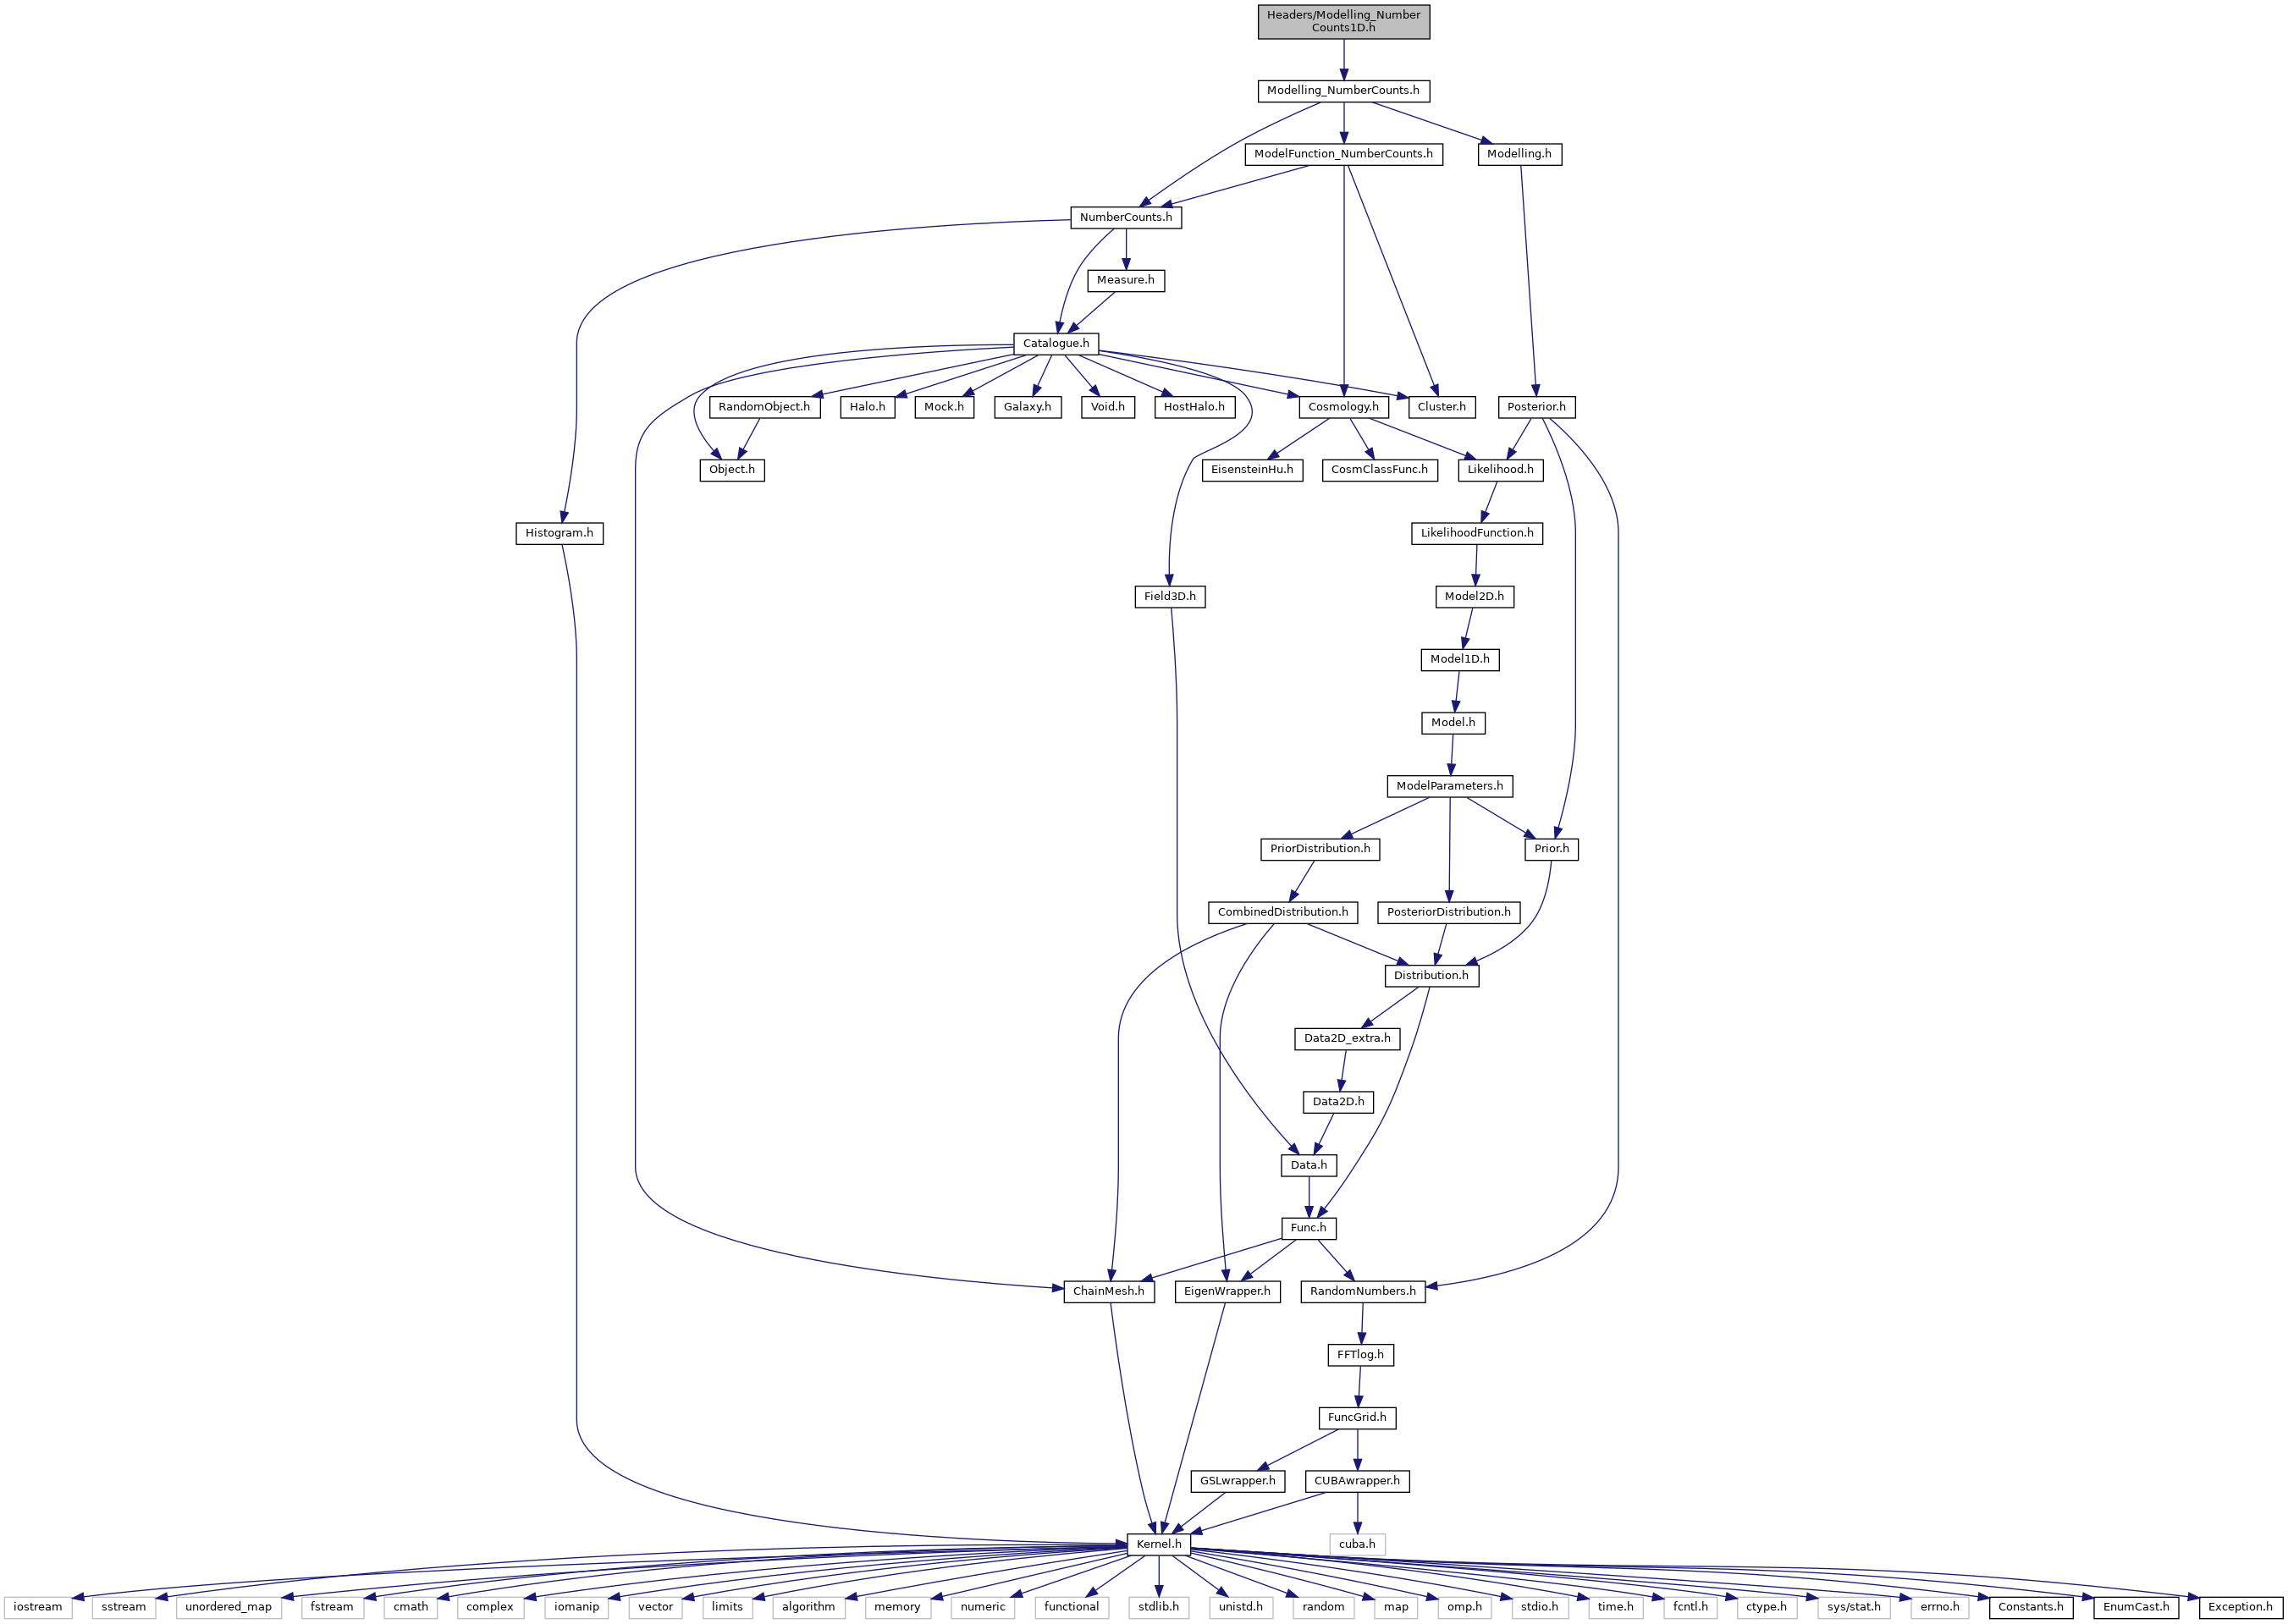 Headers/Modelling_Number
Counts1D.h
Modelling_NumberCounts.h
ModelFunction_NumberCounts.h
Modelling.h
NumberCounts.h
Measure.h
Catalogue.h
RandomObject.h
Halo.h
Mock.h
Galaxy.h
Void.h
HostHalo.h
Cosmology.h
Cluster.h
Posterior.h
Object.h
EisensteinHu.h
CosmClassFunc.h
Likelihood.h
Histogram.h
LikelihoodFunction.h
Field3D.h
Model2D.h
Model1D.h
Model.h
ModelParameters.h
PriorDistribution.h
Prior.h
CombinedDistribution.h
PosteriorDistribution.h
Distribution.h
Data2D_extra.h
Data2D.h
Data.h
Func.h
ChainMesh.h
EigenWrapper.h
RandomNumbers.h
FFTlog.h
FuncGrid.h
GSLwrapper.h
CUBAwrapper.h
Kernel.h
cuba.h
iostream
sstream
unordered_map
fstream
cmath
complex
iomanip
vector
limits
algorithm
memory
numeric
functional
stdlib.h
unistd.h
random
map
omp.h
stdio.h
time.h
fcntl.h
ctype.h
sys/stat.h
errno.h
Constants.h
EnumCast.h
Exception.h